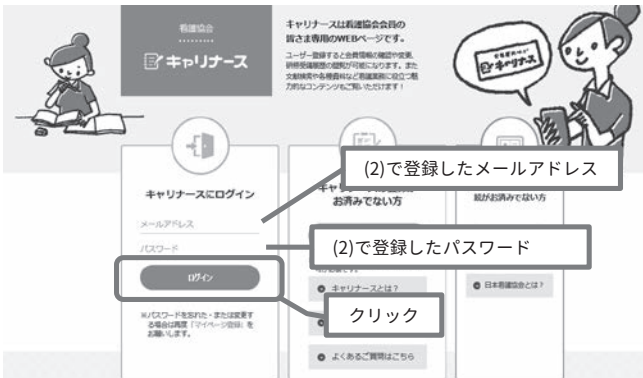 看護協会
キャリナース
キャリナースは看護協会会員の
皆さま専用のWEBページです。
ユーザー登録すると会員情報の確認や変更、
研修受講履歴の閲覧が可能になります。また
文献検索や各種資料など看護業務に役立つ魅
力的なコンテンツもご覧いただけます！
キャリナース
キャリナースにログイン
メールアドレス
パスワード
ログイン
※パスワードを忘れた・または変更す
る場合は再度「マイページ登録」を
お願いします。
(2)で登録したメールアドレス
(2)で登録したパスワード
クリック
お済みでない方
キャリナースとは？
よくあるご質問はこちら
続がお済みでない方
日本看護協会とは？